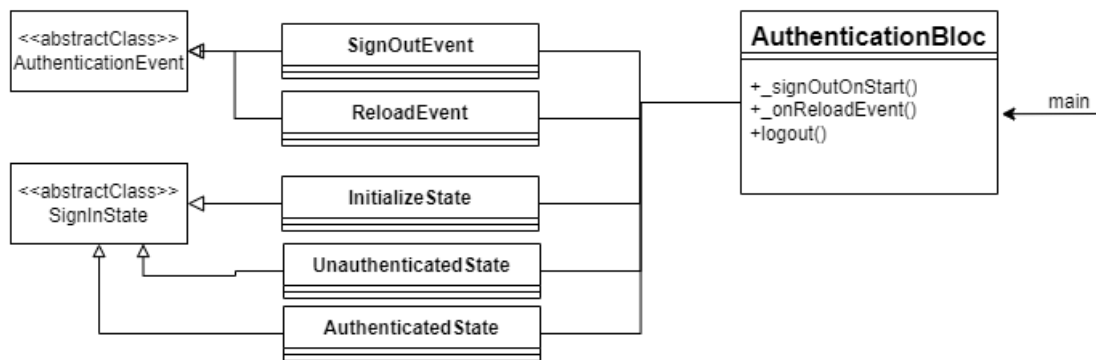 <<abstractClass>>
AuthenticationEvent
SignOutEvent
ReloadEvent
<<abstractClass>>
SignInState
InitializeState
UnauthenticatedState
AuthenticatedState
AuthenticationBloc
+_signOutOnStart()
+_onReloadEvent()
+logout()
main